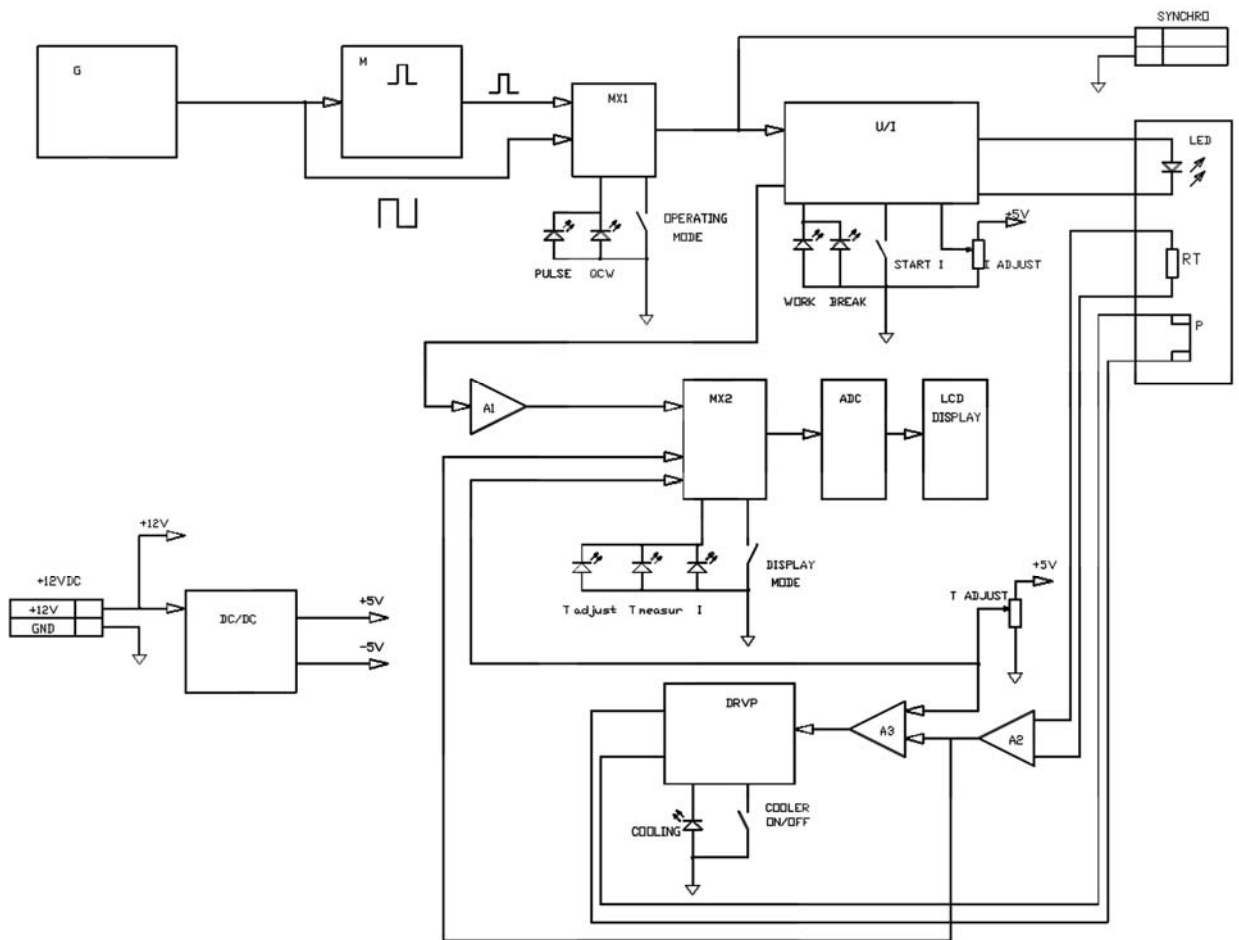 SYNCHRO
G
M
MX1
U/I
LED
OPERATING
MODE
PULSE QCW
+5V
START I
I ADJUST
WORK BREAK
RT
P
A1
MX2
ADC
LCD
DISPLAY
+12V
+12VDC
+12V
GND
DC/DC
+5V
-5V
DISPLAY
MODE
T adjust T measur I
+5V
T ADJUST
DRVP
A3
A2
COOLING
COOLER
ON/OFF